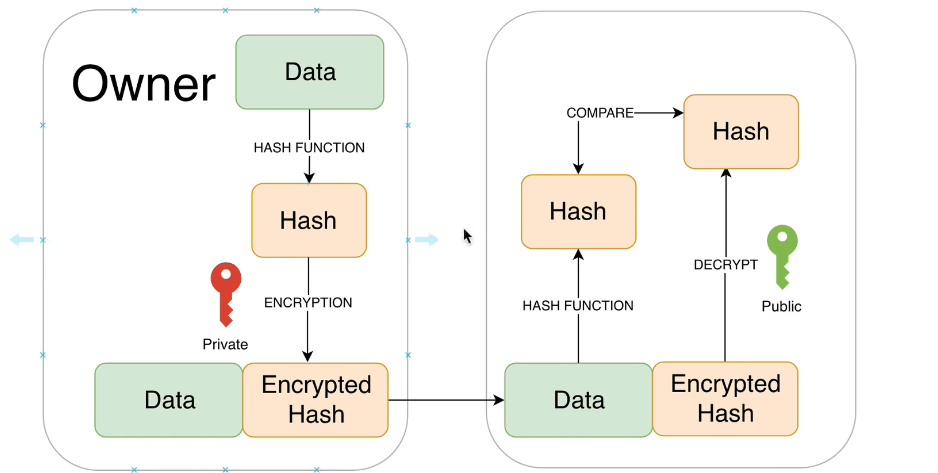 Owner
Data
HASH FUNCTION
Hash
ENCRYPTION
Private
Data
Encrypted
Hash
COMPARE
Hash
Hash
DECRYPT
HASH FUNCTION
Public
Data
Encrypted
Hash